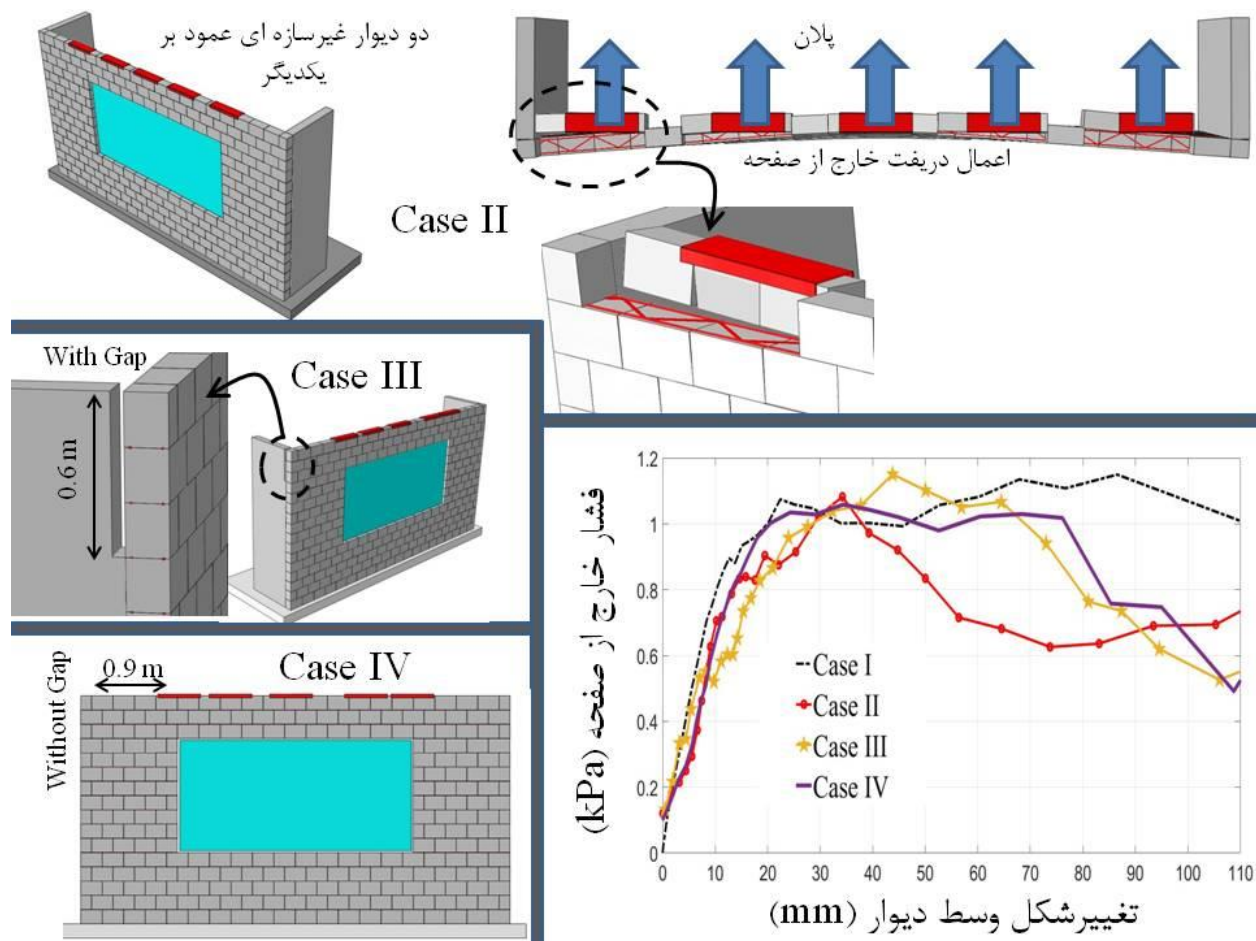 دو دیوار غیرسازه ای عمود بر
یکدیگر
پلان
اعمال دریفت خارج از صفحه
Case II
With Gap
Case III
0.6 m
Without Gap
0.9 m
Case IV
فشار خارج از صفحه (kPa)
1.2
1
0.8
0.6
0.4
0.2
0
Case I
Case II
Case III
Case IV
0 10 20 30 40 50 60 70 80 90 100 110
تغییرشکل وسط دیوار (mm)